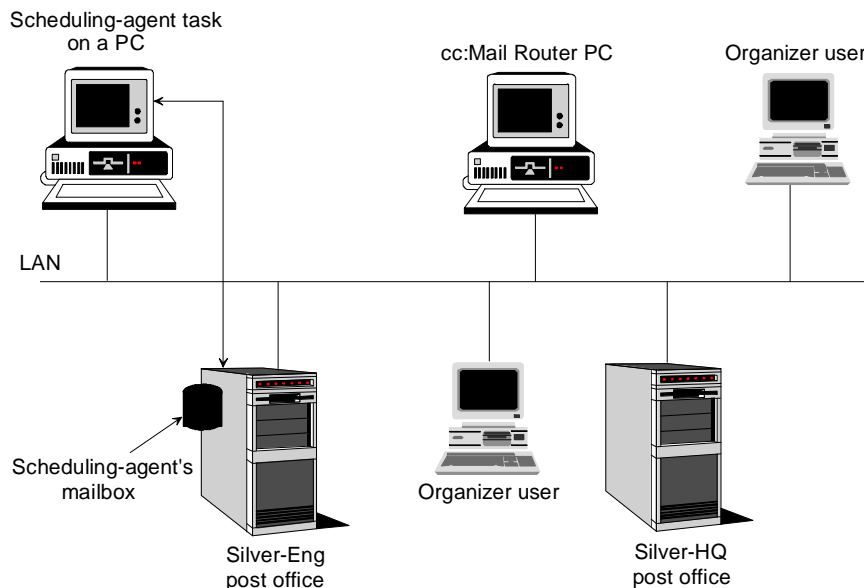 Scheduling-agent task
on a PC
cc:Mail Router PC
Organizer user
LAN
Scheduling-agent's
mailbox
Organizer user
Silver-Eng
post office
Silver-HQ
post office